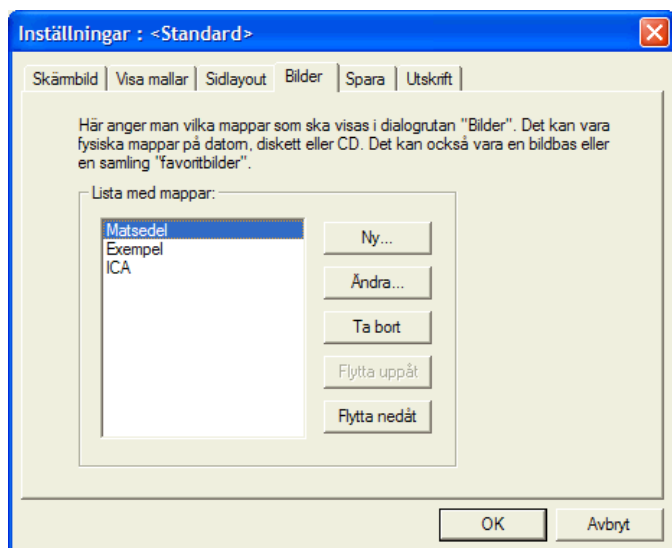 Inställningar : <Standard>
Skärmbild Visa mallar Sidlayout Bilder Spara Utskrift
Här anger man vilka mappar som ska visas i dialogrutan "Bilder". Det kan vara
fysiska mappar på datorn, diskett eller CD. Det kan också vara en bildbas eller
en samling "favoritbilder".
Lista med mappar:
Matsedel
Exempel
ICA
Ny...
Ändra...
Ta bort
Flytta uppåt
Flytta nedåt
OK Avbryt